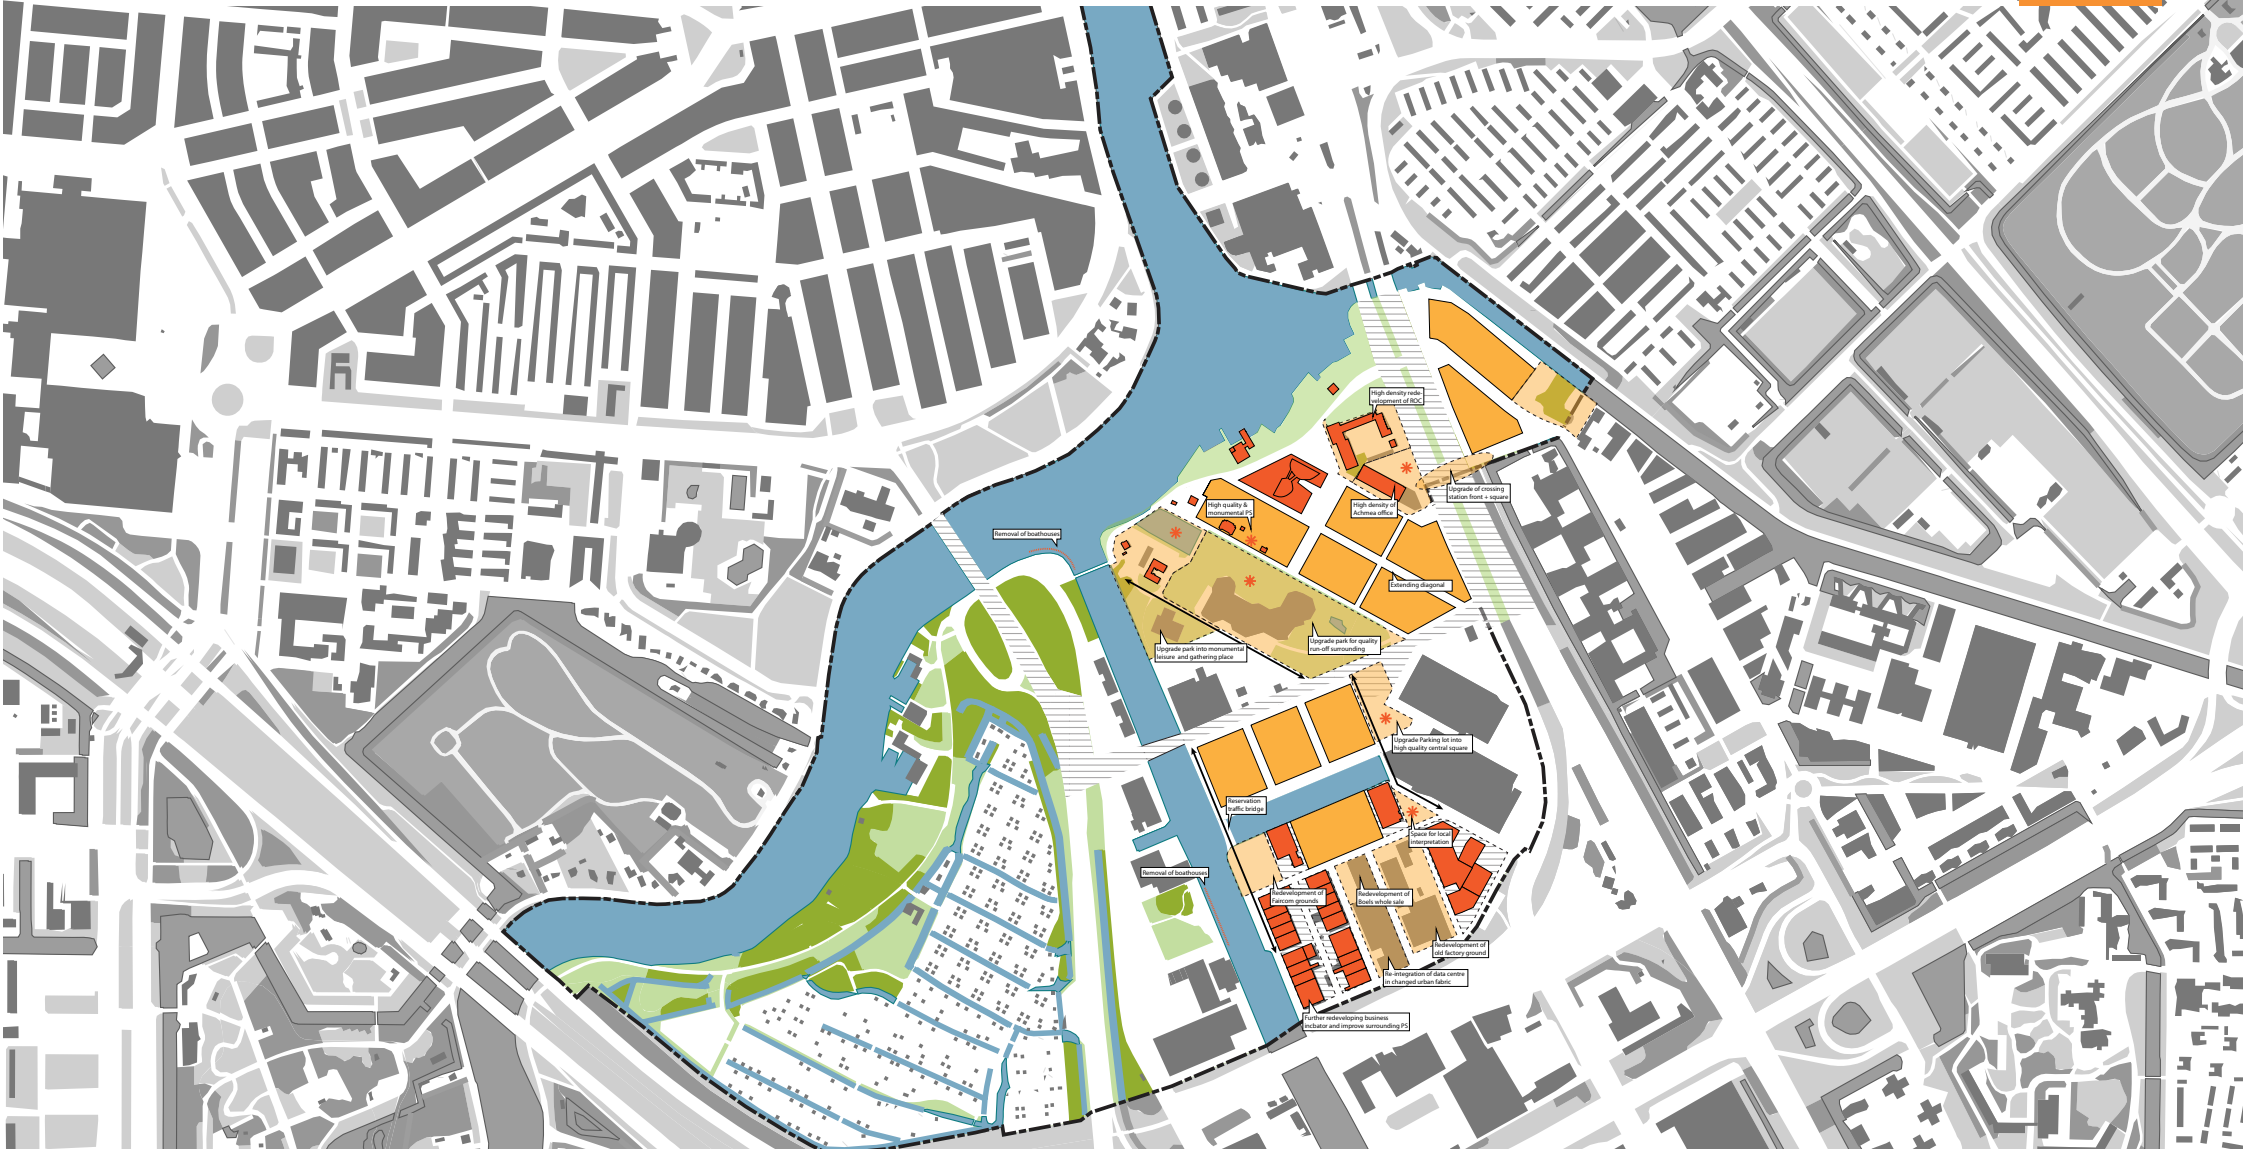 High density rede-
velopment of ROC
Upgrade of crossing
station front + square
High quality &
monumental PS
High density of
Achmea office
Removal of boathouses
Extending diagonal
Upgrade park for quality
run-off surrounding
Upgrade park into monumental
leisure and gathering place
Upgrade Parking lot into
high quality central square
Reservation
traffic bridge
Space for local
interpretation
Removal of boathouses
Redevelopment of
Faircom grounds
Redevelopment of
Boels whole sale
Redevelopment of
old factory ground
Re-integration of data centre
in changed urban fabric
Further redeveloping business
incbator and improve surrounding PS